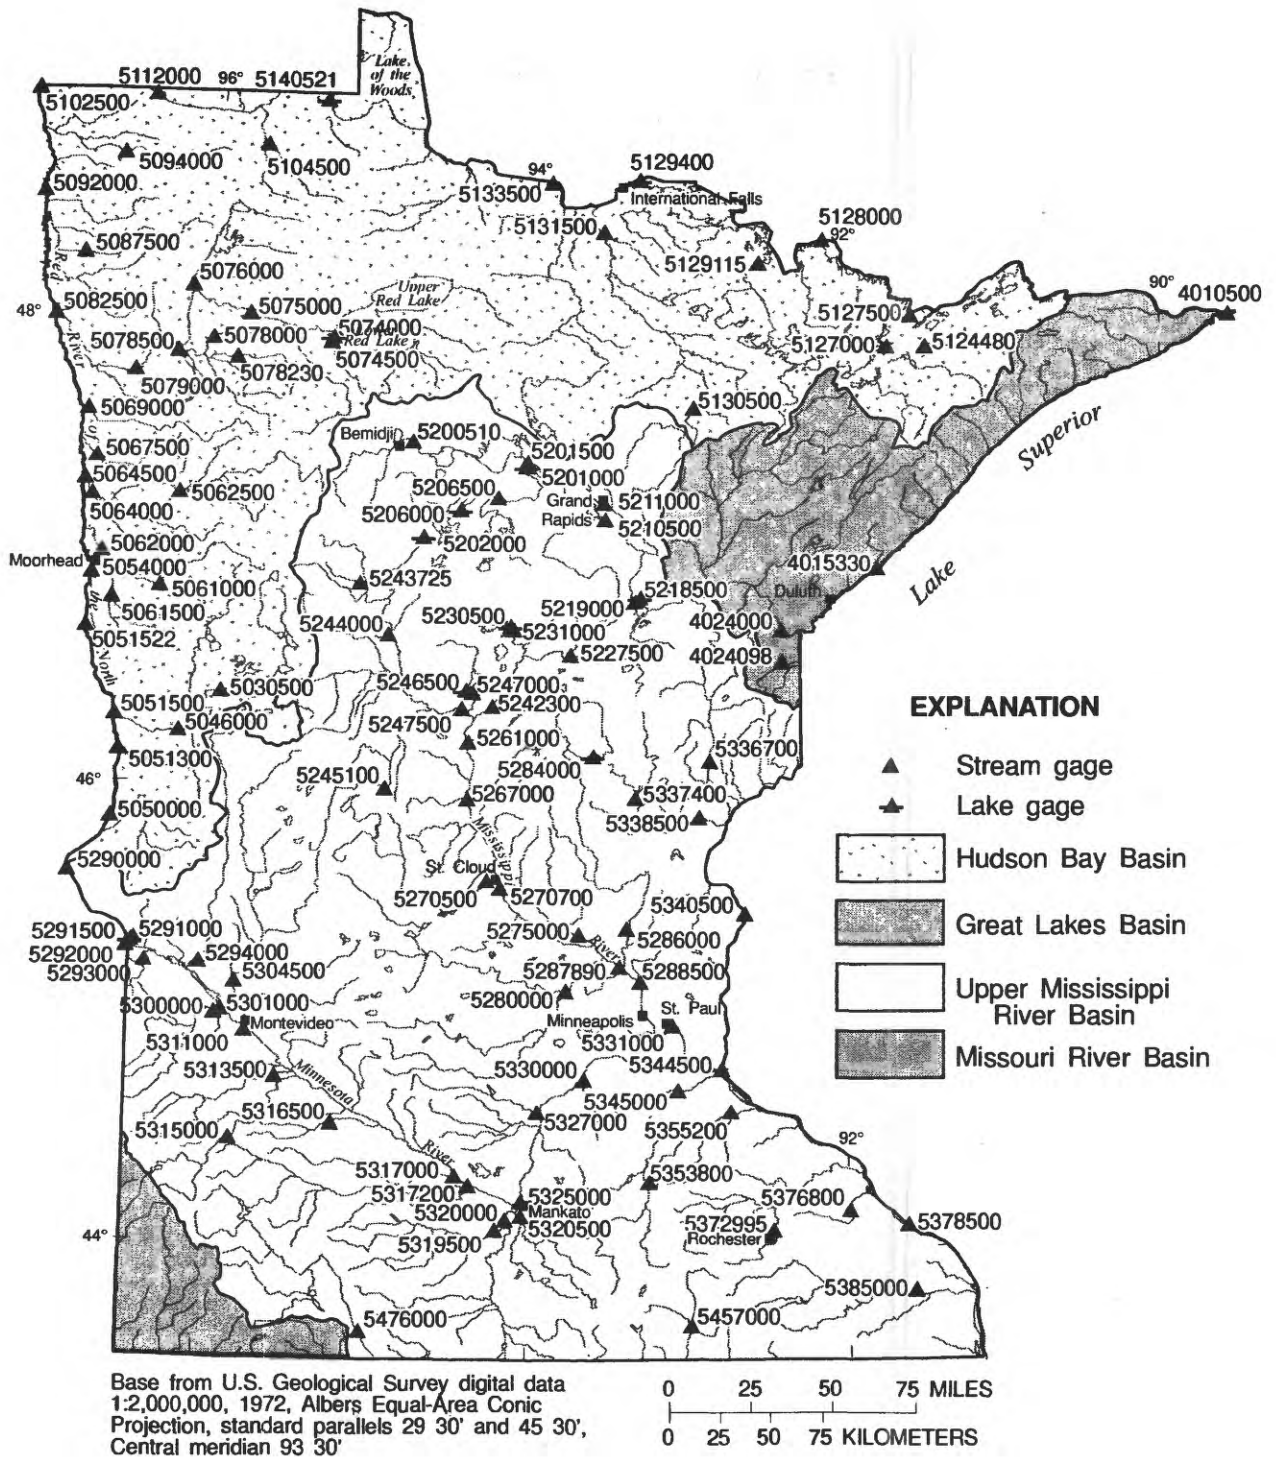 Lake
of the
Woods
5112000
96°
5140521
5102500
5094000
5104500
5092000
94°
5133500
5129400
International Falls
5131500
5128000
92°
5087500
5129115
5076000
Upper
Red Lake
90°
4010500
5082500
48°
5075000
5127500
5074000
Red Lake
5078000
5078500
5127000
5124480
5074500
5078230
5079000
5069000
5130500
Bemidji
5200510
5067500
5201500
5064500
5201000
5062500
5206500
Grand
Rapids
5211000
5064000
5206000
5210500
5062000
5202000
Moorhead
5054000
4015330
5061000
5243725
Duluth
5218500
5061500
5219000
5230500
4024000
5244000
5231000
5051522
5227500
4024098
Red
River
of
the
North
Lake
Superior
5030500
5246500
5247000
5051500
5242300
5046000
5247500
5261000
5336700
5051300
46°
5284000
5245100
5267000
5337400
5050000
5338500
Mississippi
River
5290000
St. Cloud
5270500
5270700
5340500
5291500
5291000
5275000
5286000
5292000
5294000
5293000
5304500
5287890
5288500
5280000
5300000
5301000
St. Paul
Montevideo
Minneapolis
5311000
5331000
5313500
5330000
5344500
Minnesota
River
5345000
5316500
5327000
5315000
5355200
92°
5317000
5353800
5317200
5325000
5376800
Mankato
5320000
5320500
5372995
Rochester
5378500
44°
5319500
5385000
5476000
5457000
EXPLANATION
Stream gage
Lake gage
Hudson Bay Basin
Great Lakes Basin
Upper Mississippi
River Basin
Missouri River Basin
Base from U.S. Geological Survey digital data
1:2,000,000, 1972, Albers Equal-Area Conic
Projection, standard parallels 29 30' and 45 30',
Central meridian 93 30'
0 25 50 75 MILES
0 25 50 75 KILOMETERS